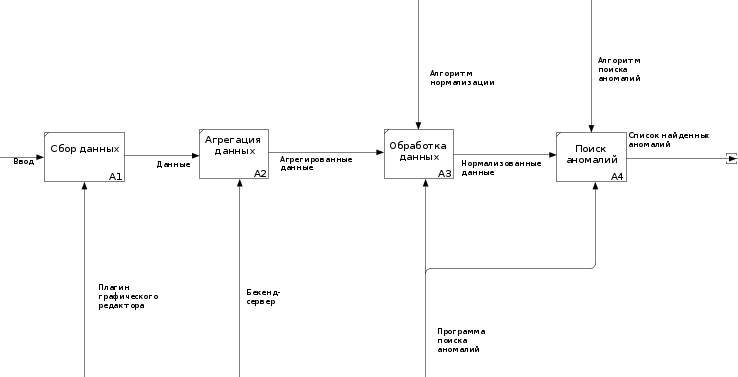 Алгоритм
нормализации
Алгоритм
поиска
аномалий
Ввод
Сбор данных
A1
Данные
Агрегация
данных
A2
Агрегированные
данные
Обработка
данных
A3
Нормализованные
данные
Поиск
аномалий
A4
Список найденных
аномалий
Плагин
графического
редактора
Бекенд-
сервер
Программа
поиска
аномалий